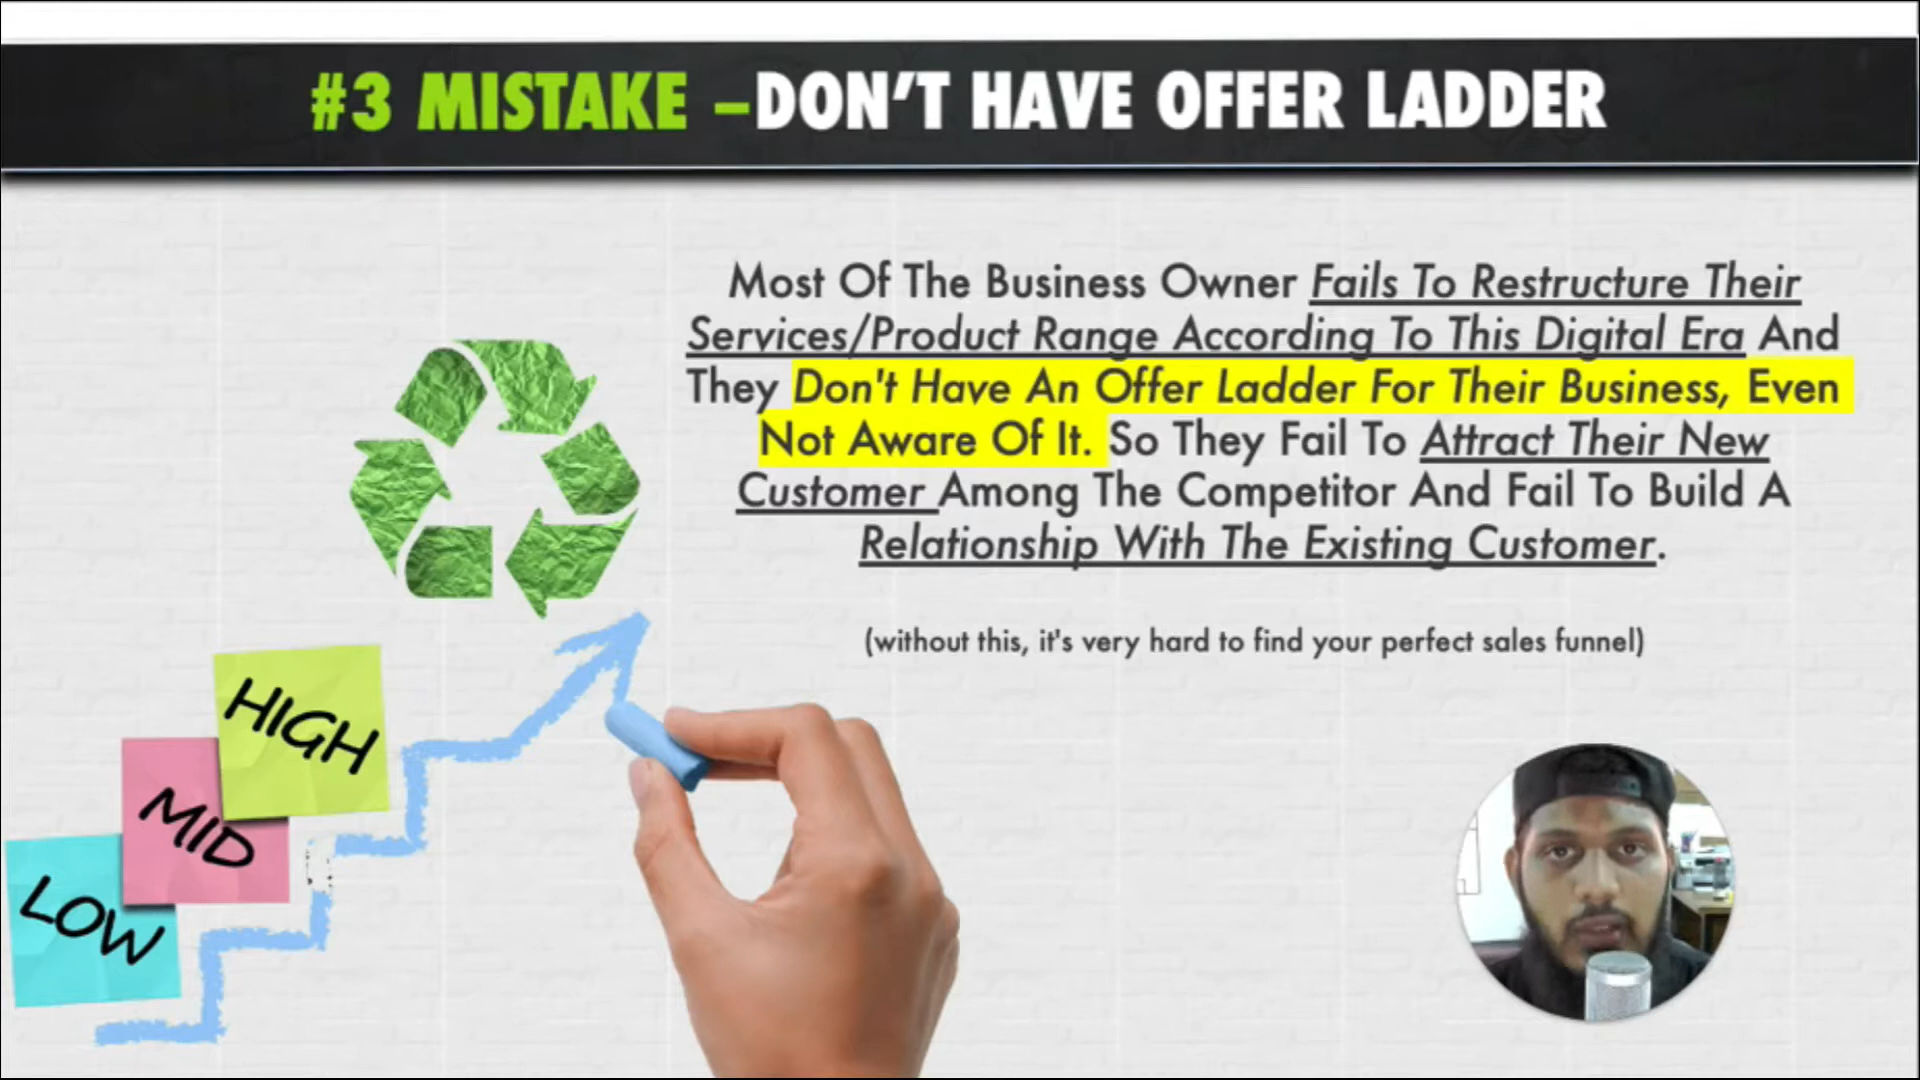 #3 MISTAKE –DON'T HAVE OFFER LADDER
Most Of The Business Owner Fails To Restructure Their
Services/Product Range According To This Digital Era And
They Don't Have An Offer Ladder For Their Business, Even
Not Aware Of It. So They Fail To Attract Their New
Customer Among The Competitor And Fail To Build A
Relationship With The Existing Customer.
(without this, it's very hard to find your perfect sales funnel)
HIGH
MID
LOW